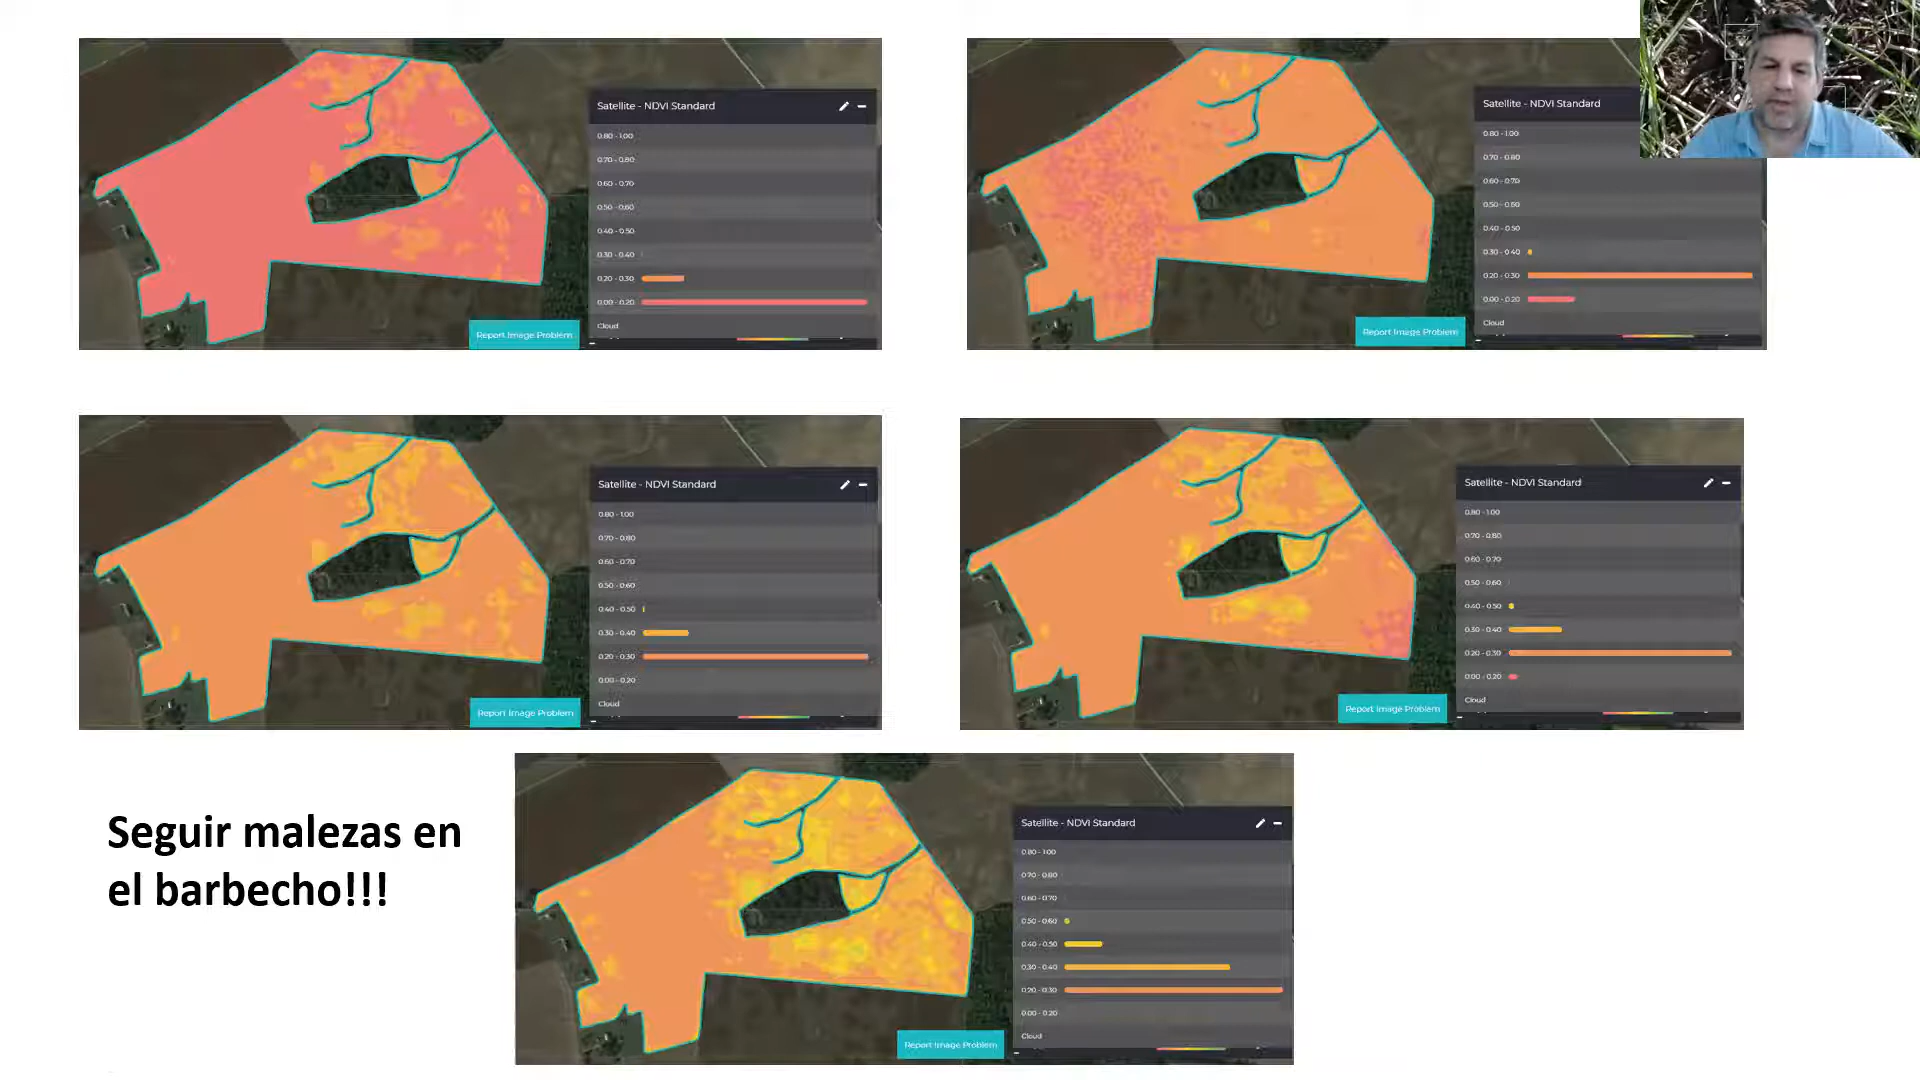 Satellite - NDVI Standard
0.80 - 1.00
0.70 - 0.80
0.60 - 0.70
0.50 - 0.60
0.40 - 0.50
0.30 - 0.40
0.20 - 0.30
0.00 - 0.20
Cloud
Report Image Problem
Satellite - NDVI Standard
0.80 - 1.00
0.70 - 0.80
0.60 - 0.70
0.50 - 0.60
0.40 - 0.50
0.30 - 0.40
0.20 - 0.30
0.00 - 0.20
Cloud
Report Image Problem
Satellite - NDVI Standard
0.80 - 1.00
0.70 - 0.80
0.60 - 0.70
0.50 - 0.60
0.40 - 0.50
0.30 - 0.40
0.20 - 0.30
0.00 - 0.20
Cloud
Report Image Problem
Satellite - NDVI Standard
0.80 - 1.00
0.70 - 0.80
0.60 - 0.70
0.50 - 0.60
0.40 - 0.50
0.30 - 0.40
0.20 - 0.30
0.00 - 0.20
Cloud
Report Image Problem
Seguir malezas en
el barbecho!!!
Satellite - NDVI Standard
0.80 - 1.00
0.70 - 0.80
0.60 - 0.70
0.50 - 0.60
0.40 - 0.50
0.30 - 0.40
0.20 - 0.30
0.00 - 0.20
Cloud
Report Image Problem